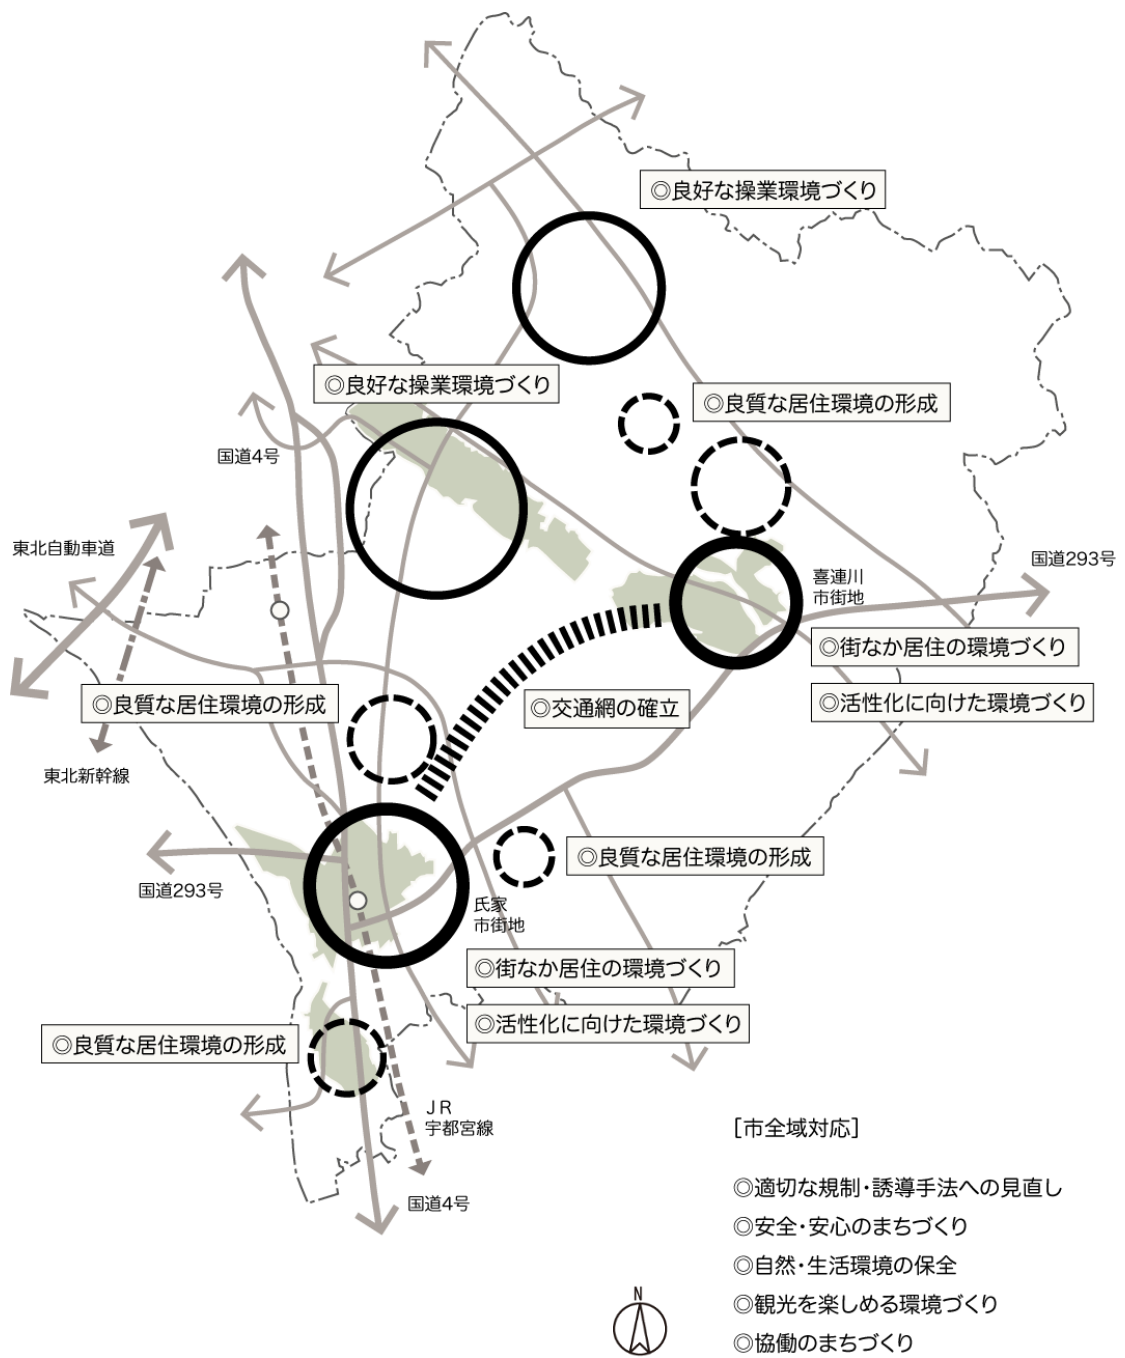 ◎良好な操業環境づくり
◎良好な操業環境づくり
◎良質な居住環境の形成
国道4号
東北自動車道
国道293号
喜連川
市街地
◎街なか居住の環境づくり
◎良質な居住環境の形成
◎交通網の確立
◎活性化に向けた環境づくり
東北新幹線
◎良質な居住環境の形成
国道293号
氏家
市街地
◎街なか居住の環境づくり
◎活性化に向けた環境づくり
◎良質な居住環境の形成
JR
宇都宮線
国道4号
[市全域対応]
◎適切な規制・誘導手法への見直し
◎安全・安心のまちづくり
◎自然・生活環境の保全
◎観光を楽しめる環境づくり
◎協働のまちづくり
N